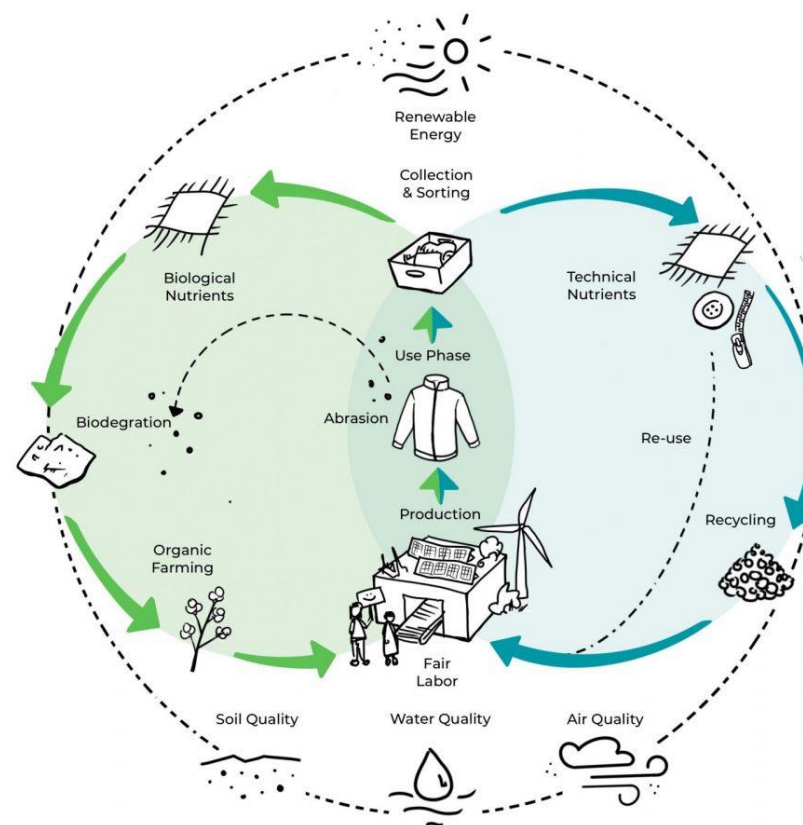 Renewable
Energy
Collection
& Sorting
Biological
Nutrients
Technical
Nutrients
Use Phase
Biodegration
Abrasion
Re-use
Production
Recycling
Organic
Farming
Fair
Labor
Soil Quality
Water Quality
Air Quality